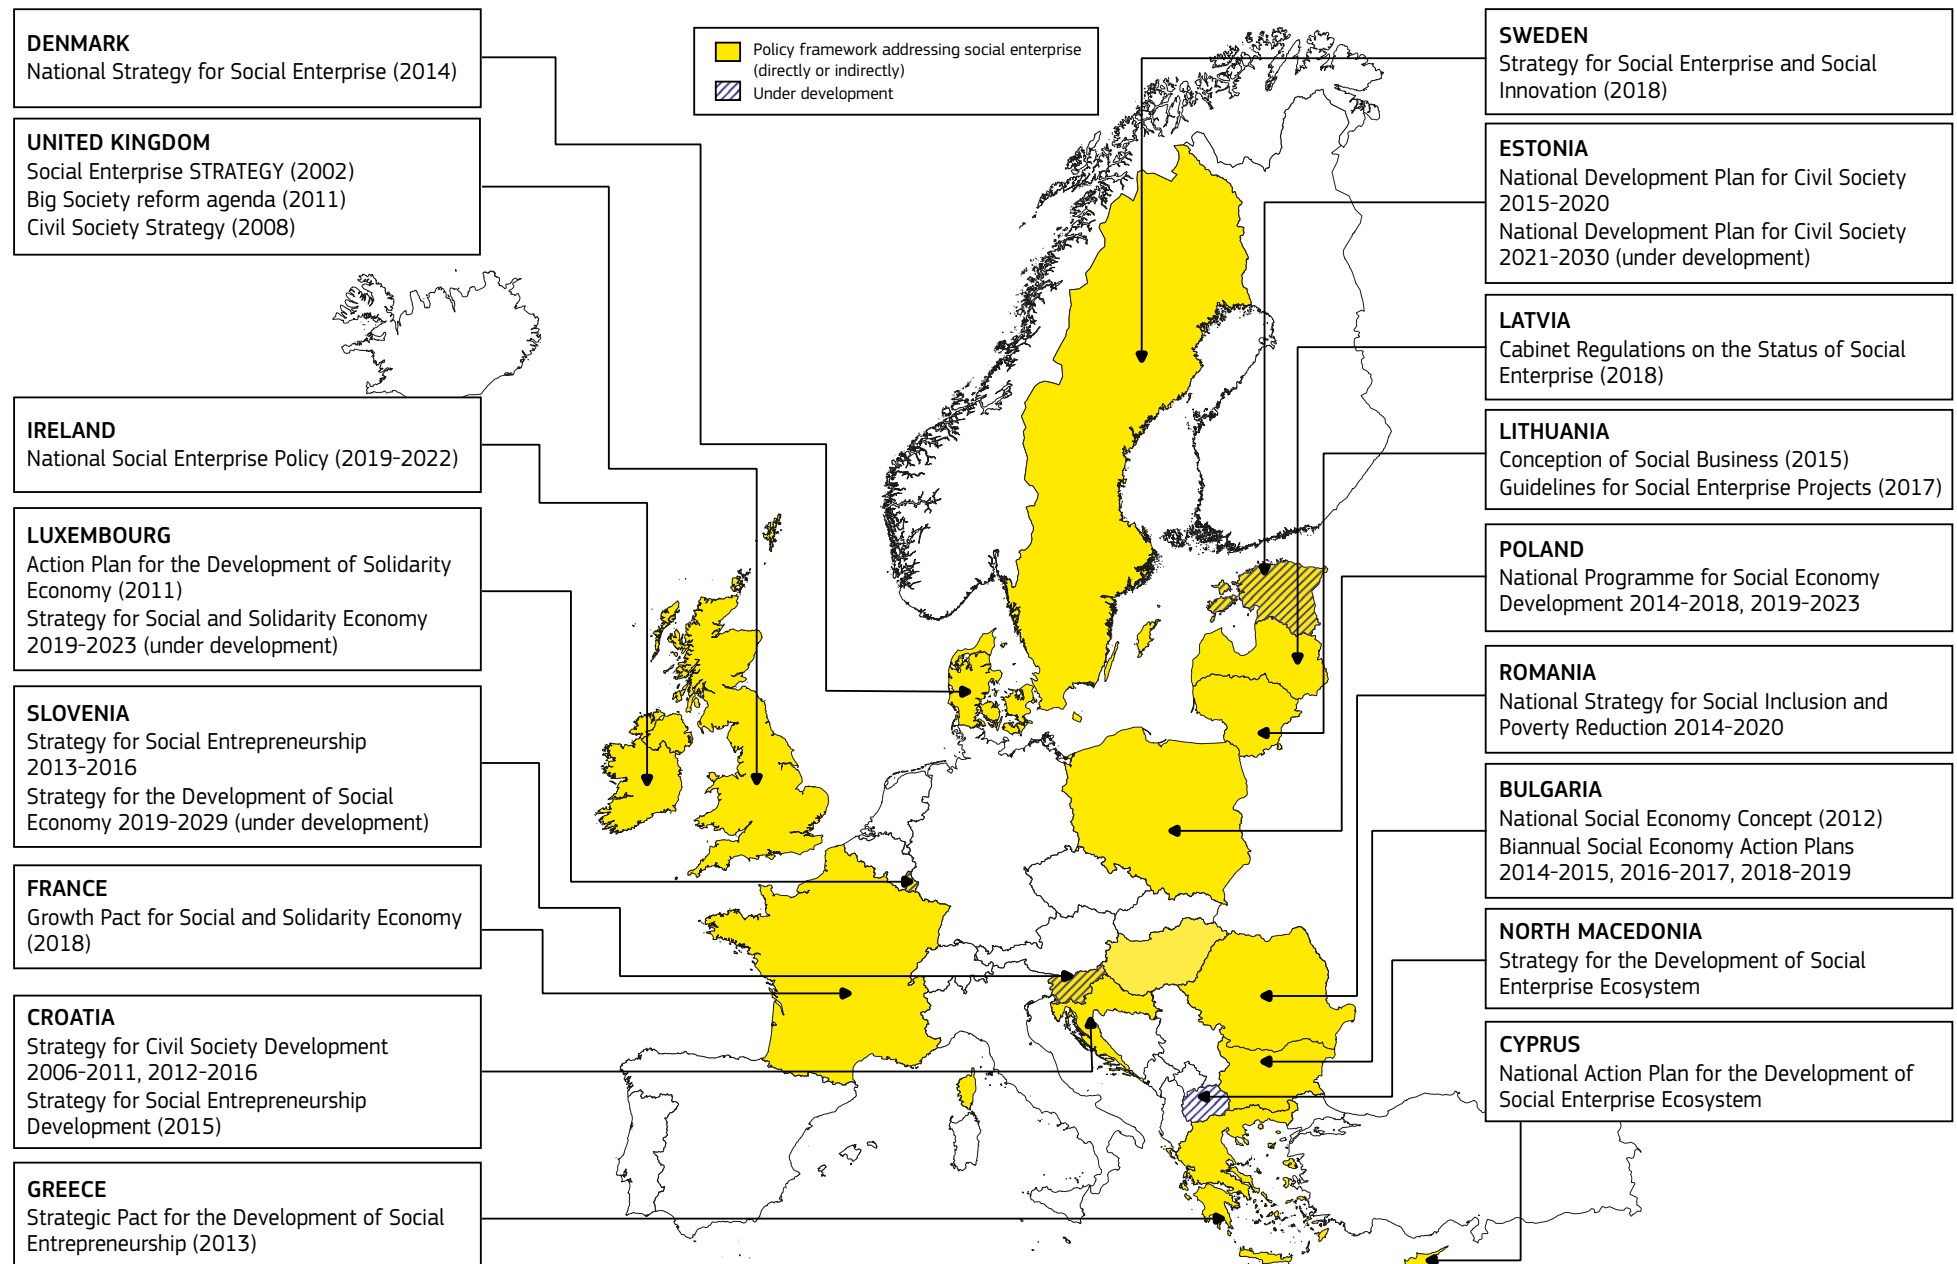 DENMARK
National Strategy for Social Enterprise (2014)
UNITED KINGDOM
Social Enterprise STRATEGY (2002)
Big Society reform agenda (2011)
Civil Society Strategy (2008)
IRELAND
National Social Enterprise Policy (2019-2022)
LUXEMBOURG
Action Plan for the Development of Solidarity
Economy (2011)
Strategy for Social and Solidarity Economy
2019-2023 (under development)
SLOVENIA
Strategy for Social Entrepreneurship
2013-2016
Strategy for the Development of Social
Economy 2019-2029 (under development)
FRANCE
Growth Pact for Social and Solidarity Economy
(2018)
CROATIA
Strategy for Civil Society Development
2006-2011, 2012-2016
Strategy for Social Entrepreneurship
Development (2015)
GREECE
Strategic Pact for the Development of Social
Entrepreneurship (2013)
Policy framework addressing social enterprise
(directly or indirectly)
Under development
SWEDEN
Strategy for Social Enterprise and Social
Innovation (2018)
ESTONIA
National Development Plan for Civil Society
2015-2020
National Development Plan for Civil Society
2021-2030 (under development)
LATVIA
Cabinet Regulations on the Status of Social
Enterprise (2018)
LITHUANIA
Conception of Social Business (2015)
Guidelines for Social Enterprise Projects (2017)
POLAND
National Programme for Social Economy
Development 2014-2018, 2019-2023
ROMANIA
National Strategy for Social Inclusion and
Poverty Reduction 2014-2020
BULGARIA
National Social Economy Concept (2012)
Biannual Social Economy Action Plans
2014-2015, 2016-2017, 2018-2019
NORTH MACEDONIA
Strategy for the Development of Social
Enterprise Ecosystem
CYPRUS
National Action Plan for the Development of
Social Enterprise Ecosystem